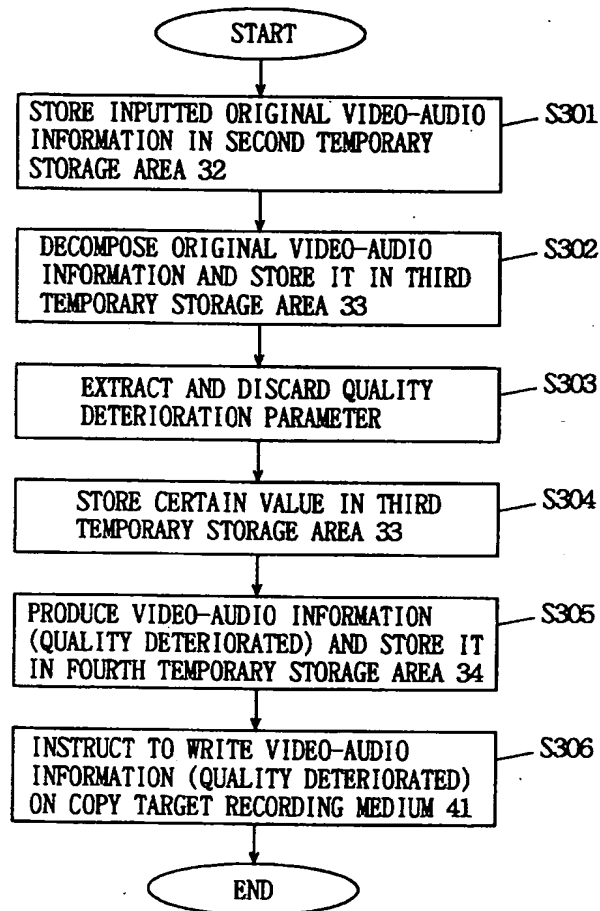 START
STORE INPUTTED ORIGINAL VIDEO-AUDIO
INFORMATION IN SECOND TEMPORARY
STORAGE AREA 32
S301
DECOMPOSE ORIGINAL VIDEO-AUDIO
INFORMATION AND STORE IT IN THIRD
TEMPORARY STORAGE AREA 33
S302
EXTRACT AND DISCARD QUALITY
DETERIORATION PARAMETER
S303
STORE CERTAIN VALUE IN THIRD
TEMPORARY STORAGE AREA 33
S304
PRODUCE VIDEO-AUDIO INFORMATION
(QUALITY DETERIORATED) AND STORE IT
IN FOURTH TEMPORARY STORAGE AREA 34
S305
INSTRUCT TO WRITE VIDEO-AUDIO
INFORMATION (QUALITY DETERIORATED)
ON COPY TARGET RECORDING MEDIUM 41
S306
END